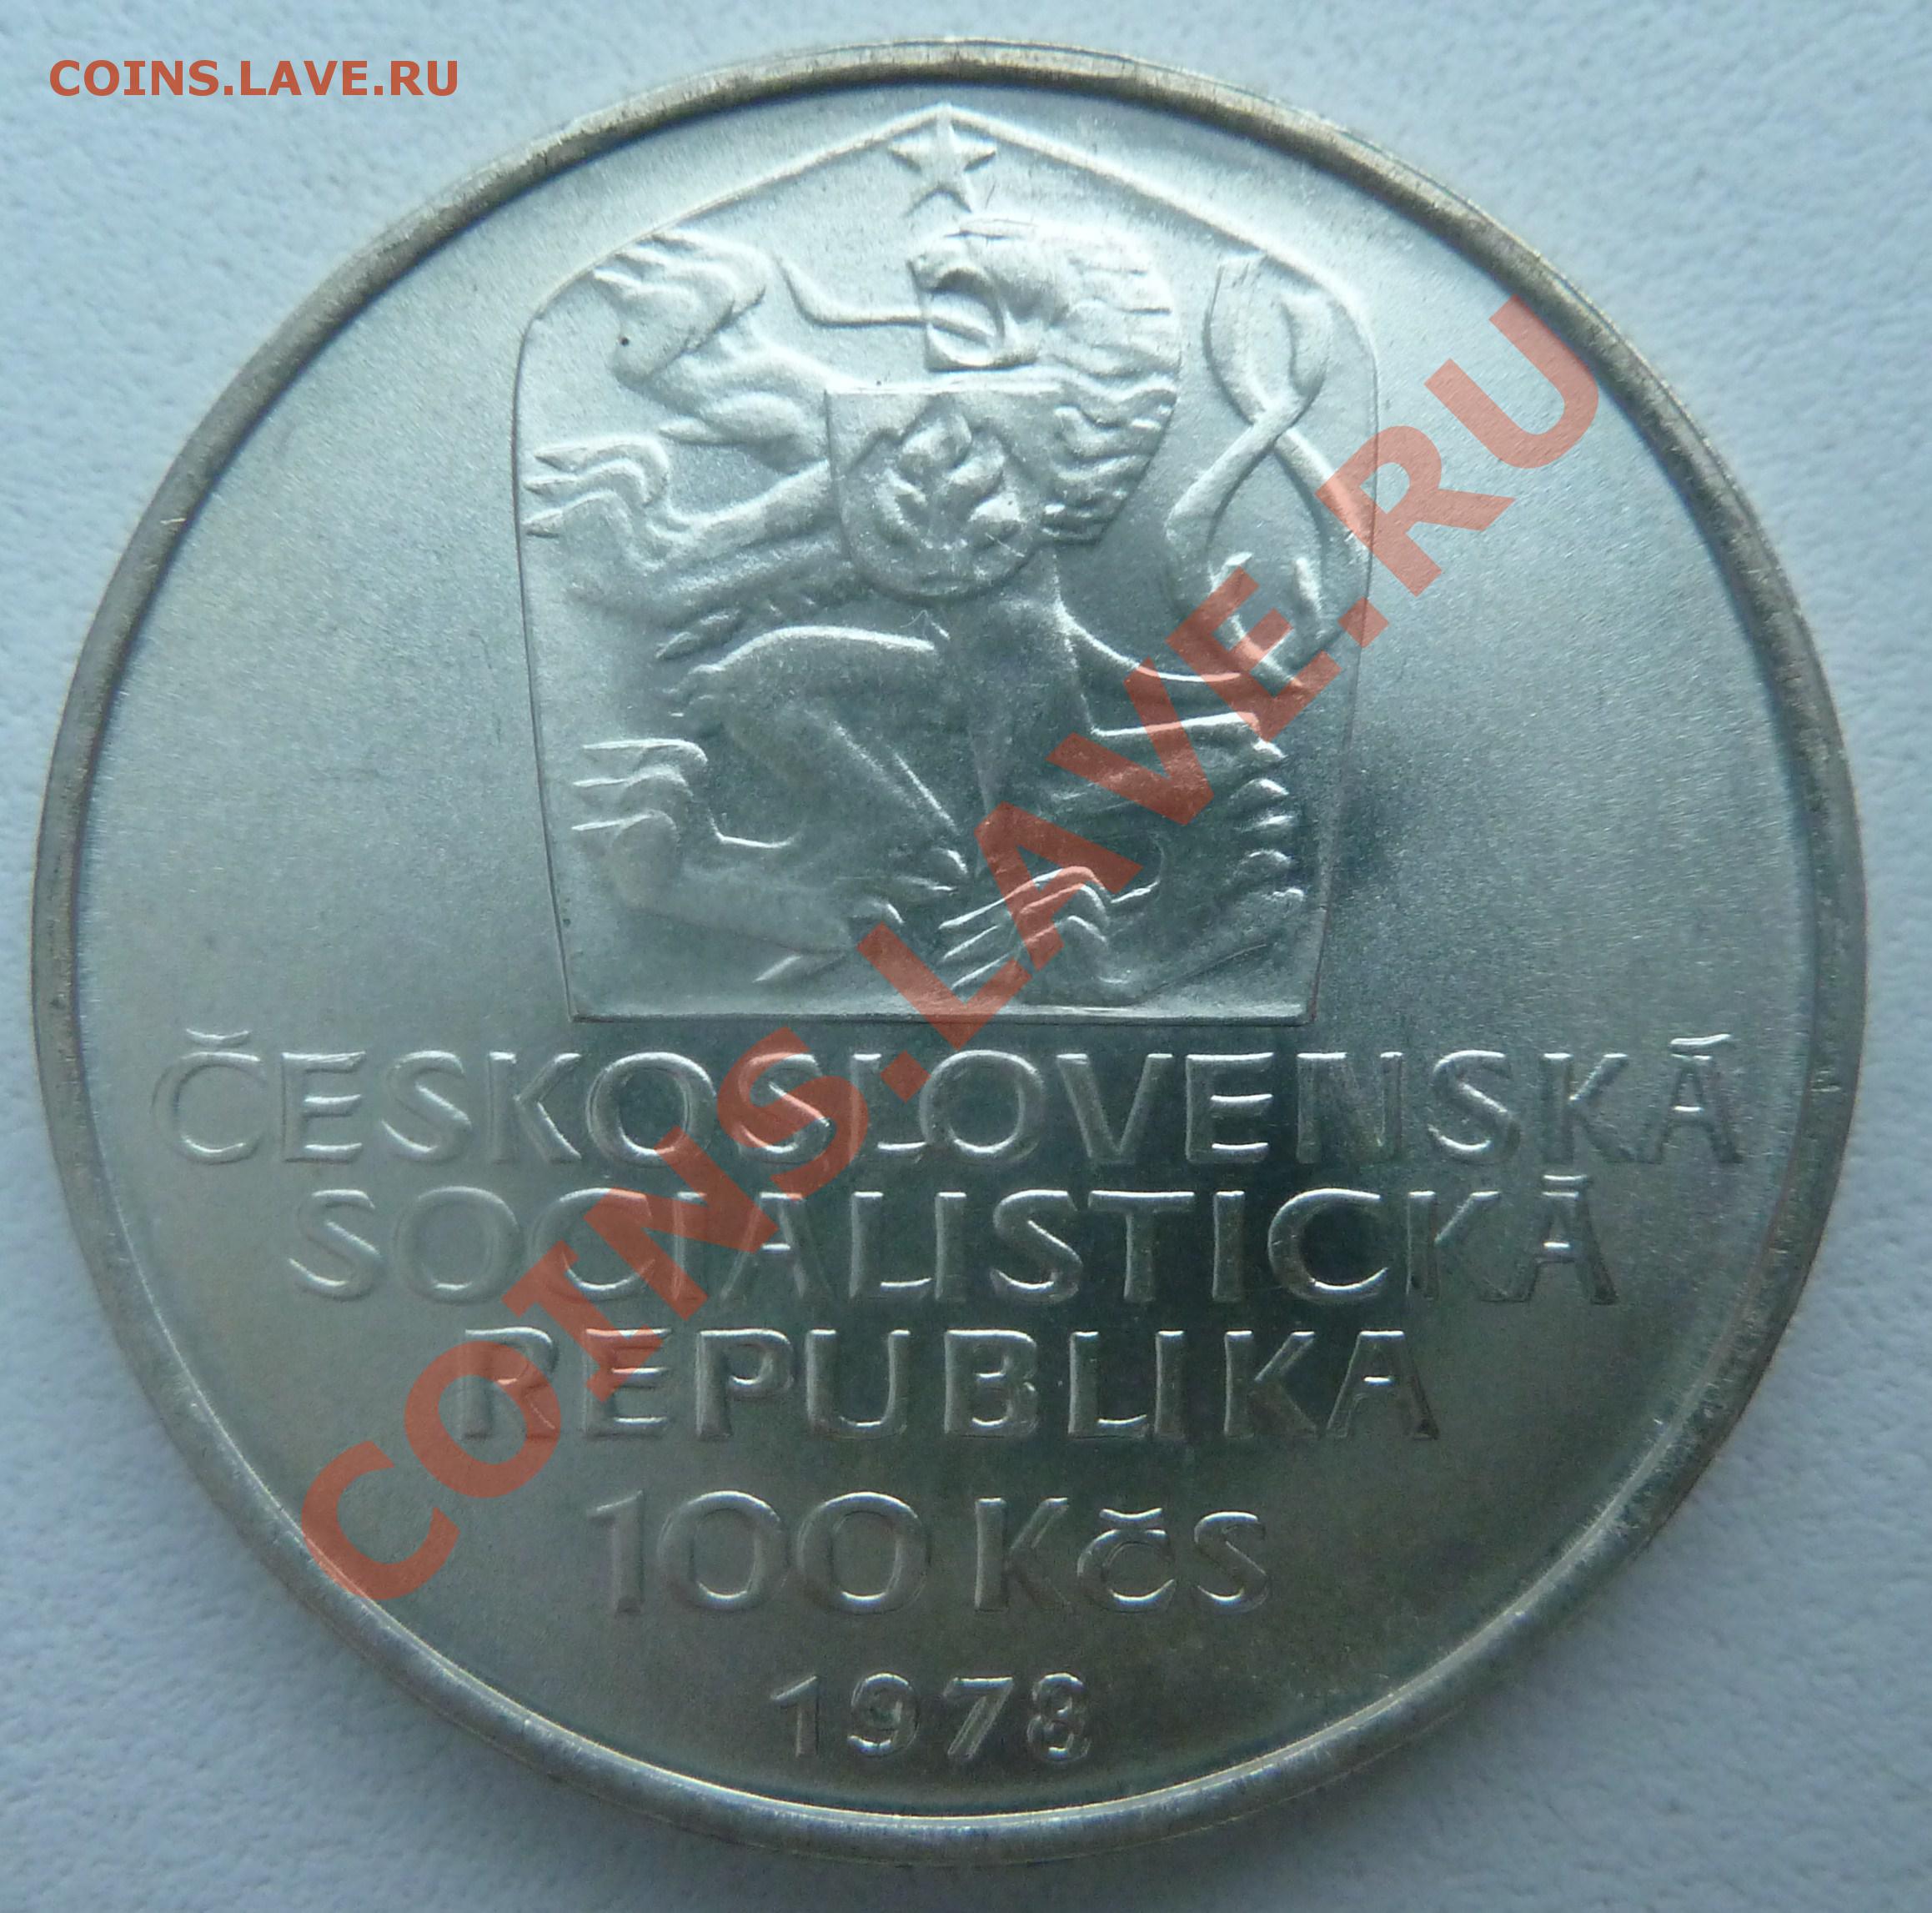 COINS.LAVE.RU
ČESKOSLOVENSKÁ
SOCIALISTICKÁ
REPUBLIKA
100 Kčs
1978
COINS.LAVE.RU